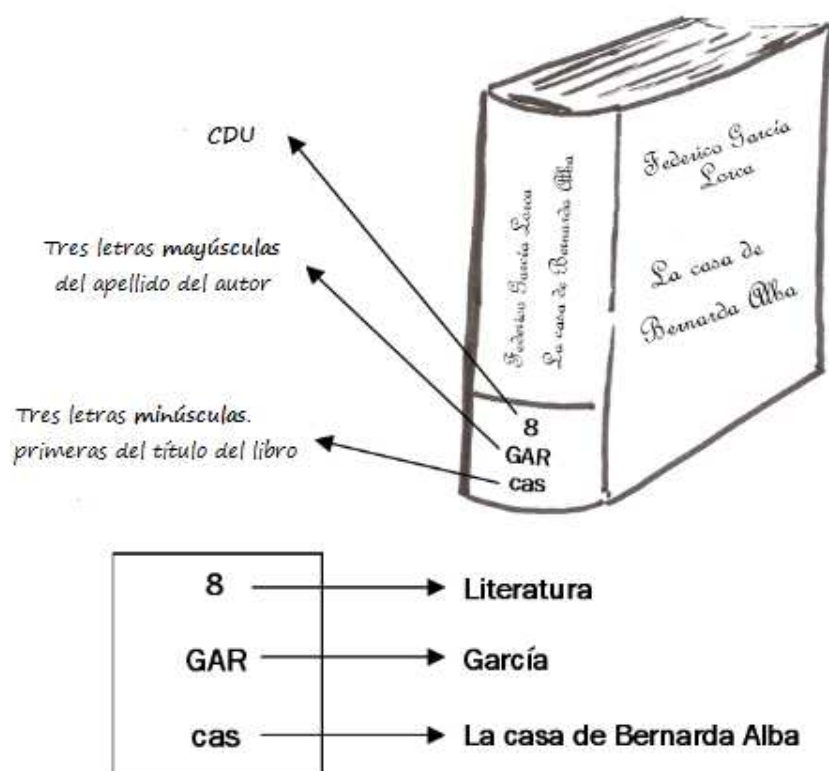 CDU
Tres letras mayúsculas
del apellido del autor
Tres letras minúsculas.
primeras del título del libro
Federico García Lorca
La casa de Bernarda Alba
8
GAR
cas
Federico García
Lorca
La casa de
Bernarda Alba
8 Literatura
GAR García
cas La casa de Bernarda Alba